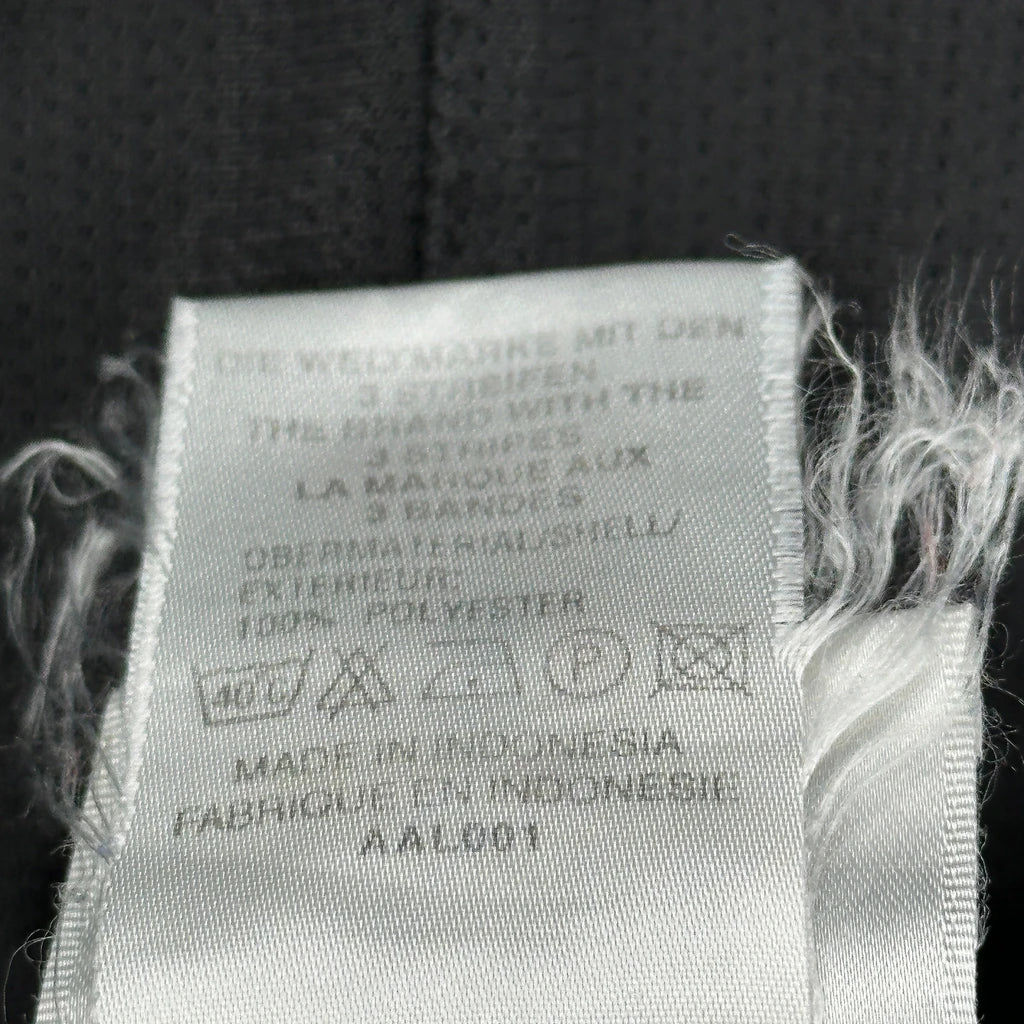 DIE WELTMARKE MIT DEN
3 STREIFEN
THE BRAND WITH THE
3 STRIPES
LA MARQUE AUX
3 BANDES
OBERMATERIAL/SHELL/
EXTERIEUR:
100% POLYESTER
40 C P
MADE IN INDONESIA
FABRIQUE EN INDONESIE
AAL001